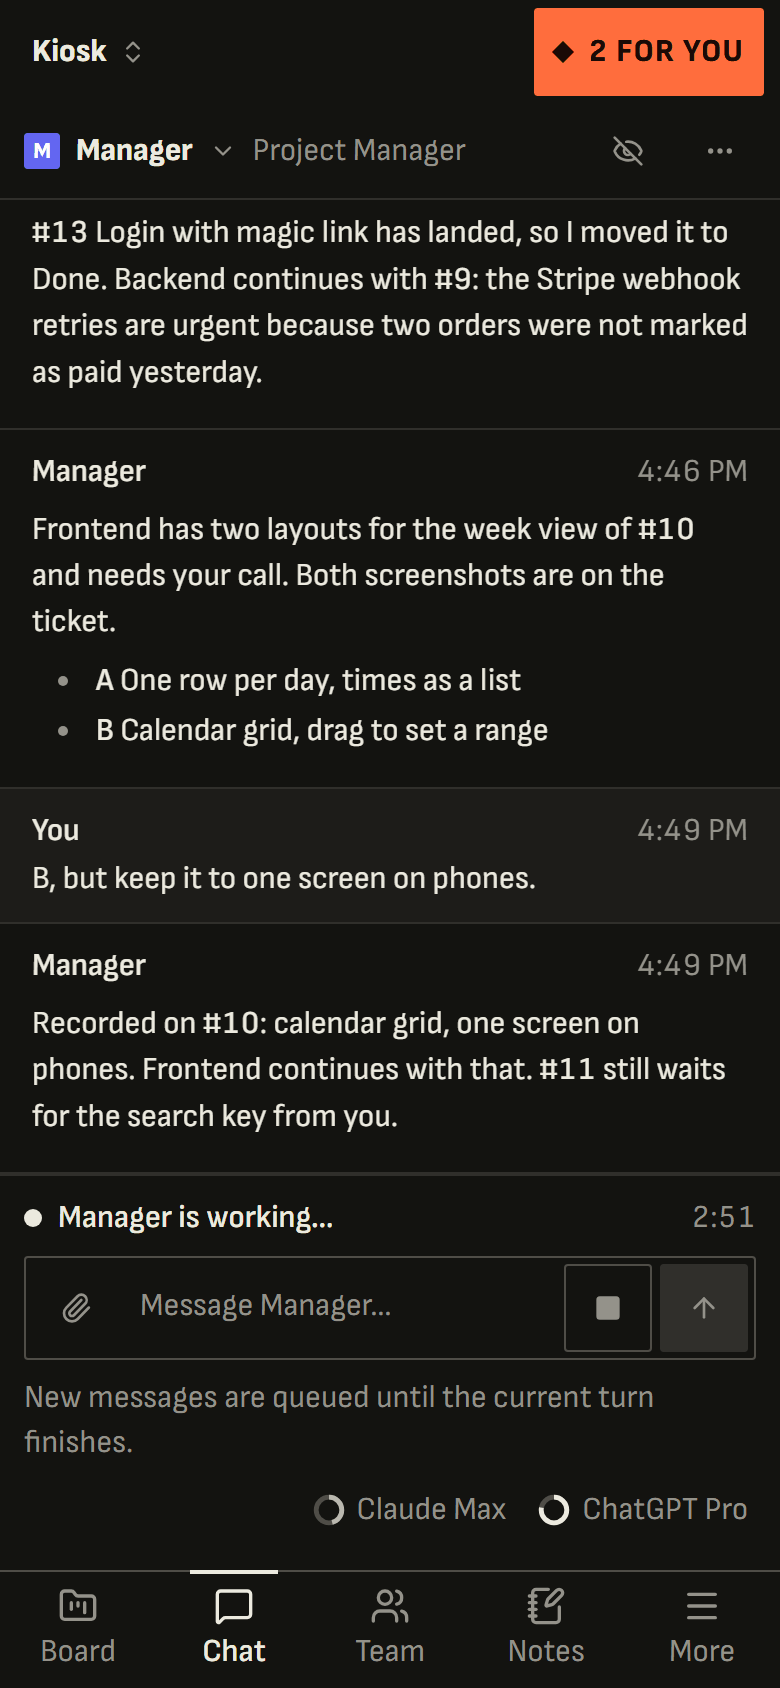 Kiosk
◆ 2 FOR YOU
M Manager Project Manager
#13 Login with magic link has landed, so I moved it to
Done. Backend continues with #9: the Stripe webhook
retries are urgent because two orders were not marked
as paid yesterday.
Manager 4:46 PM
Frontend has two layouts for the week view of #10
and needs your call. Both screenshots are on the
ticket.
• A One row per day, times as a list
• B Calendar grid, drag to set a range
You 4:49 PM
B, but keep it to one screen on phones.
Manager 4:49 PM
Recorded on #10: calendar grid, one screen on
phones. Frontend continues with that. #11 still waits
for the search key from you.
Manager is working... 2:51
Message Manager...
New messages are queued until the current turn
finishes.
Claude Max ChatGPT Pro
Board Chat Team Notes More